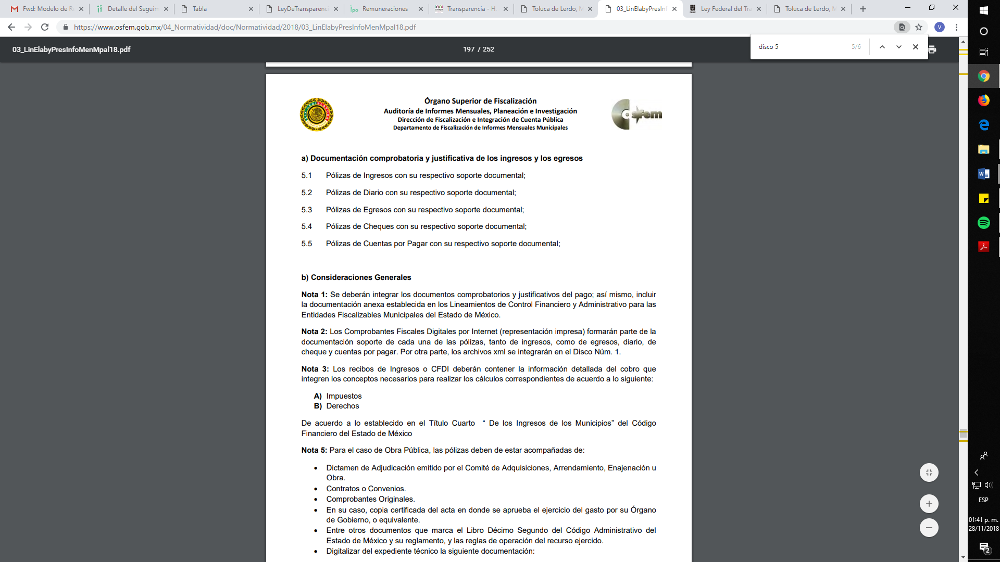 Fwd: Modelo de R
Detalle del Seguim
Tabla
LeyDeTransparenci
ipo Remuneraciones
Transparencia - H.
Toluca de Lerdo, M
03_LinElabyPresInf
Ley Federal del Tra
Toluca de Lerdo, M
https://www.osfem.gob.mx/04_Normatividad/doc/Normatividad/2018/03_LinElabyPresInfoMenMpal18.pdf
V
disco 5
5/6
03_LinElabyPresInfoMenMpal18.pdf
197 / 252
Órgano Superior de Fiscalización
Auditoría de Informes Mensuales, Planeación e Investigación
Dirección de Fiscalización e Integración de Cuenta Pública
Departamento de Fiscalización de Informes Mensuales Municipales
sfem
a) Documentación comprobatoria y justificativa de los ingresos y los egresos
5.1 Pólizas de Ingresos con su respectivo soporte documental;
5.2 Pólizas de Diario con su respectivo soporte documental;
5.3 Pólizas de Egresos con su respectivo soporte documental;
5.4 Pólizas de Cheques con su respectivo soporte documental;
5.5 Pólizas de Cuentas por Pagar con su respectivo soporte documental;
b) Consideraciones Generales
Nota 1: Se deberán integrar los documentos comprobatorios y justificativos del pago; así mismo, incluir
la documentación anexa establecida en los Lineamientos de Control Financiero y Administrativo para las
Entidades Fiscalizables Municipales del Estado de México.
Nota 2: Los Comprobantes Fiscales Digitales por Internet (representación impresa) formarán parte de la
documentación soporte de cada una de las pólizas, tanto de ingresos, como de egresos, diario, de
cheque y cuentas por pagar. Por otra parte, los archivos xml se integrarán en el Disco Núm. 1.
Nota 3: Los recibos de Ingresos o CFDI deberán contener la información detallada del cobro que
integren los conceptos necesarios para realizar los cálculos correspondientes de acuerdo a lo siguiente:
A) Impuestos
B) Derechos
De acuerdo a lo establecido en el Título Cuarto “ De los Ingresos de los Municipios” del Código
Financiero del Estado de México
Nota 5: Para el caso de Obra Pública, las pólizas deben de estar acompañadas de:
• Dictamen de Adjudicación emitido por el Comité de Adquisiciones, Arrendamiento, Enajenación u
Obra.
• Contratos o Convenios.
• Comprobantes Originales.
• En su caso, copia certificada del acta en donde se aprueba el ejercicio del gasto por su Órgano
de Gobierno, o equivalente.
• Entre otros documentos que marca el Libro Décimo Segundo del Código Administrativo del
Estado de México y su reglamento, y las reglas de operación del recurso ejercido.
• Digitalizar del expediente técnico la siguiente documentación:
ESP
01:41 p. m.
28/11/2018
2